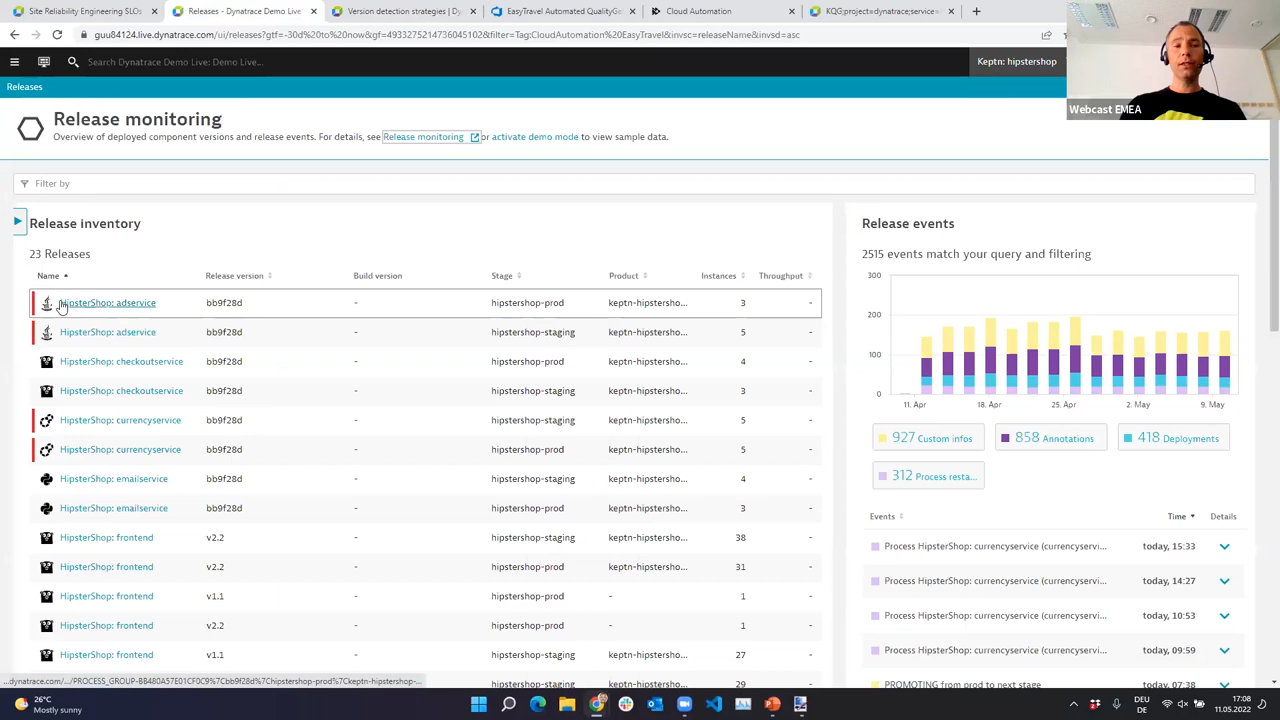 Site Reliability Engineering SLOs
Releases - Dynatrace Demo Live:
Version detection strategies | Dy
EasyTravel Automated QualityGa
Cloud Automation
KQG;project=dynatrace;service=
guu84124.live.dynatrace.com/ui/releases?gtf=-30d%20to%20now&gf=
&filter=Tag:CloudAutomation%20EasyTravel&invsc=releaseName&invsd=asc
Search Dynatrace Demo Live: Demo Live...
Keptn: hipstershop
Webcast EMEA
Releases
Release monitoring
Overview of deployed component versions and release events. For details, see Release monitoring or activate demo mode to view sample data.
Filter by
Release inventory
23 Releases
Name Release version Build version Stage Product Instances Throughput
HipsterShop: adservice bb9f28d - hipstershop-prod keptn-hipstersho... 3 -
HipsterShop: adservice bb9f28d - hipstershop-staging keptn-hipstersho... 5 -
HipsterShop: checkoutservice bb9f28d - hipstershop-prod keptn-hipstersho... 4 -
HipsterShop: checkoutservice bb9f28d - hipstershop-staging keptn-hipstersho... 3 -
HipsterShop: currencyservice bb9f28d - hipstershop-staging keptn-hipstersho... 5 -
HipsterShop: currencyservice bb9f28d - hipstershop-prod keptn-hipstersho... 5 -
HipsterShop: emailservice bb9f28d - hipstershop-staging keptn-hipstersho... 4 -
HipsterShop: emailservice bb9f28d - hipstershop-prod keptn-hipstersho... 3 -
HipsterShop: frontend v2.2 - hipstershop-staging keptn-hipstersho... 38 -
HipsterShop: frontend v2.2 - hipstershop-prod keptn-hipstersho... 31 -
HipsterShop: frontend v1.1 - hipstershop-prod - 1 -
HipsterShop: frontend v2.2 - hipstershop-prod - 1 -
HipsterShop: frontend v1.1 - hipstershop-staging keptn-hipstersho... 27 -
hipstershop-staging keptn-hipstersho... 29 -
Release events
2515 events match your query and filtering
300
200
100
0
11. Apr 18. Apr 25. Apr 2. May 9. May
927 Custom infos
858 Annotations
418 Deployments
312 Process resta...
Events Time Details
Process HipsterShop: currencyservice (currencyservi... today, 15:33
Process HipsterShop: currencyservice (currencyservi... today, 14:27
Process HipsterShop: currencyservice (currencyservi... today, 10:53
Process HipsterShop: currencyservice (currencyservi... today, 09:59
PROMOTING from prod to next stage today, 07:38
26°C
Mostly sunny
DEU
DE
17:08
11.05.2022